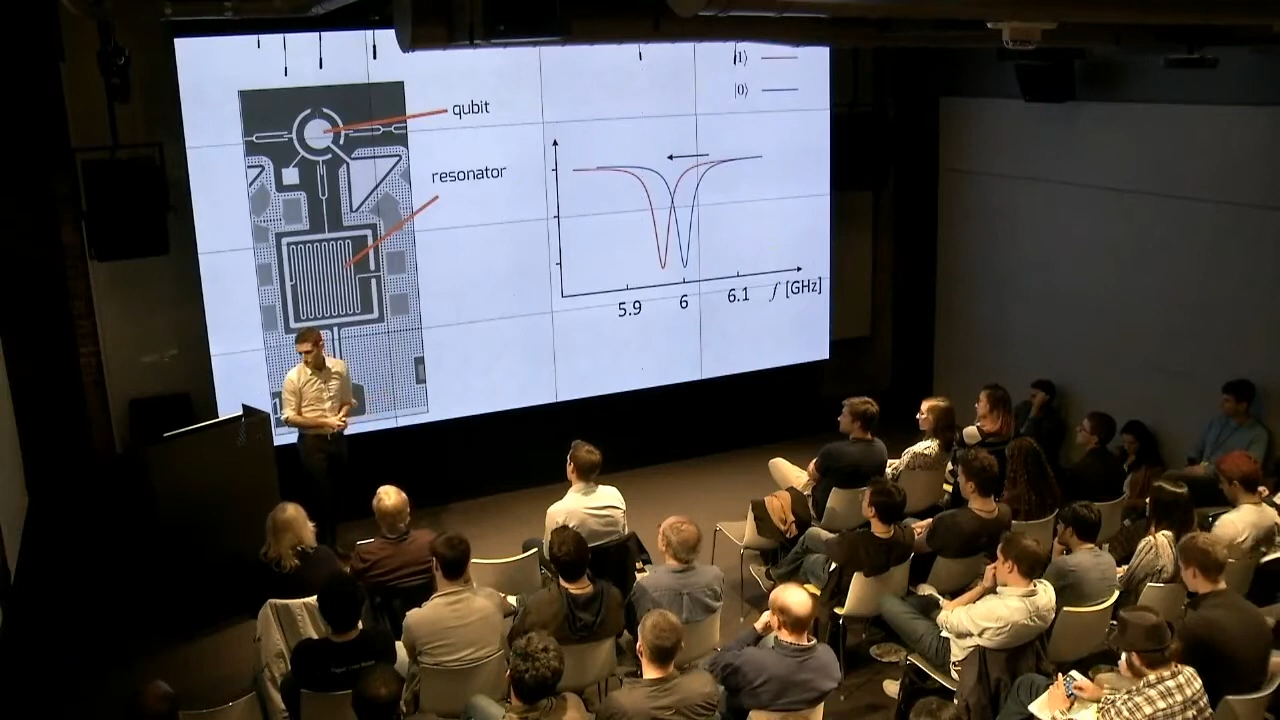 |1⟩
|0⟩
qubit
resonator
5.9
6
6.1
f [GHz]